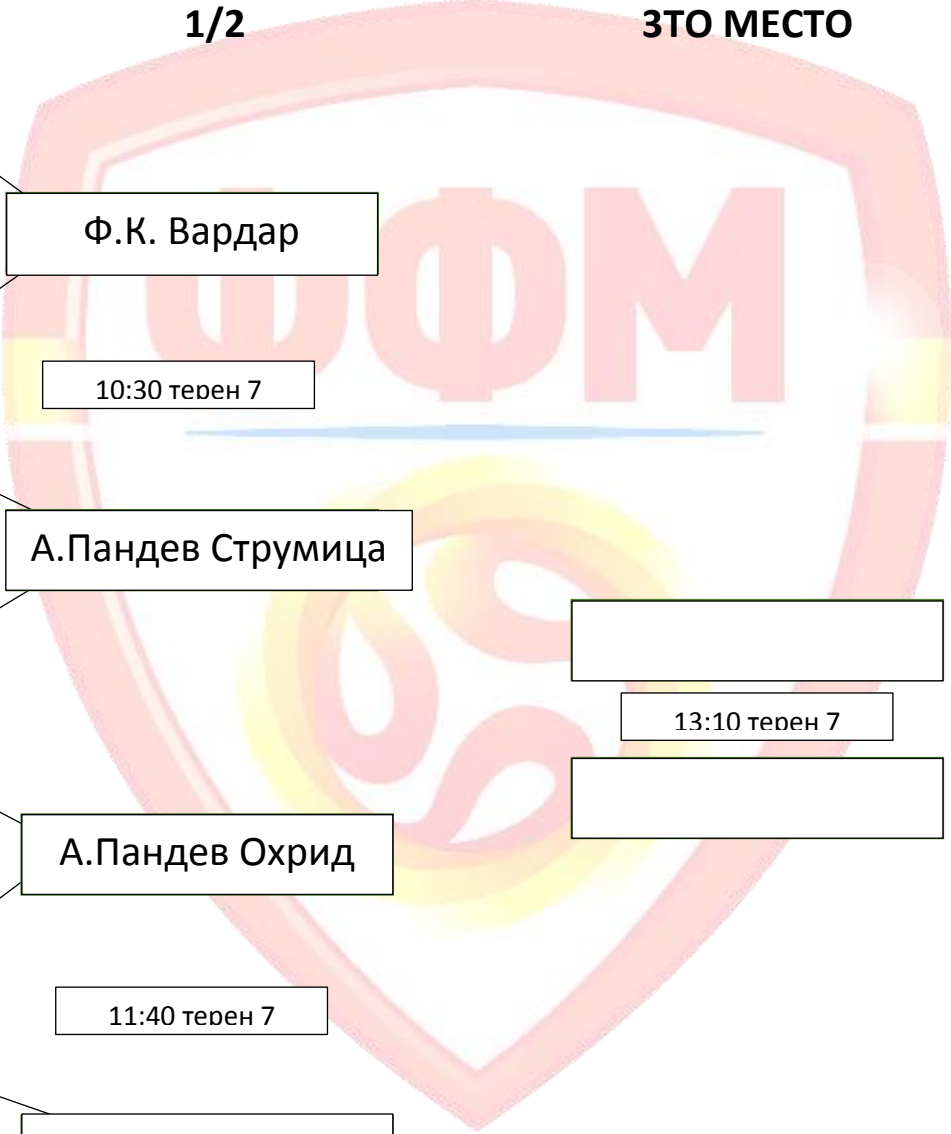 1/2
3ТО МЕСТО
Ф.К. Вардар
ФФМ
10:30 терен 7
А.Пандев Струмица
13:10 терен 7
А.Пандев Охрид
11:40 терен 7